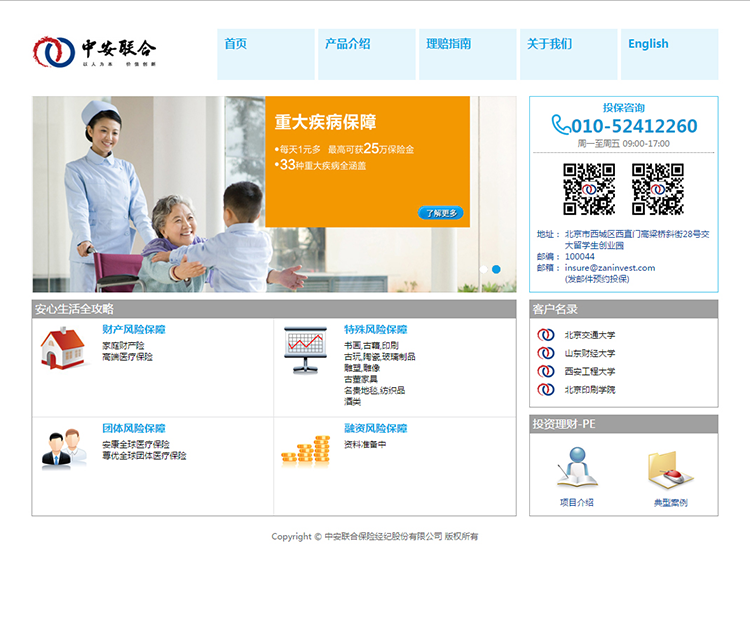 中安联合
以人为本 价值创新
首页
产品介绍
理赔指南
关于我们
English
重大疾病保障
•每天1元多 最高可获25万保险金
•33种重大疾病全涵盖
了解更多
投保咨询
010-52412260
周一至周五 09:00-17:00
地址： 北京市西城区西直门高梁桥斜街28号交
大留学生创业园
邮编： 100044
邮箱： insure@zaninvest.com
(发邮件预约投保)
安心生活全攻略
财产风险保障
家庭财产险
高端医疗保险
特殊风险保障
书画,古籍,印刷
古玩,陶瓷,玻璃制品
雕塑,雕像
古董家具
名贵地毯,纺织品
酒类
团体风险保障
安康全球医疗保险
尊优全球团体医疗保险
融资风险保障
资料准备中
客户名录
北京交通大学
山东财经大学
西安工程大学
北京印刷学院
投资理财-PE
项目介绍
典型案例
Copyright © 中安联合保险经纪股份有限公司 版权所有